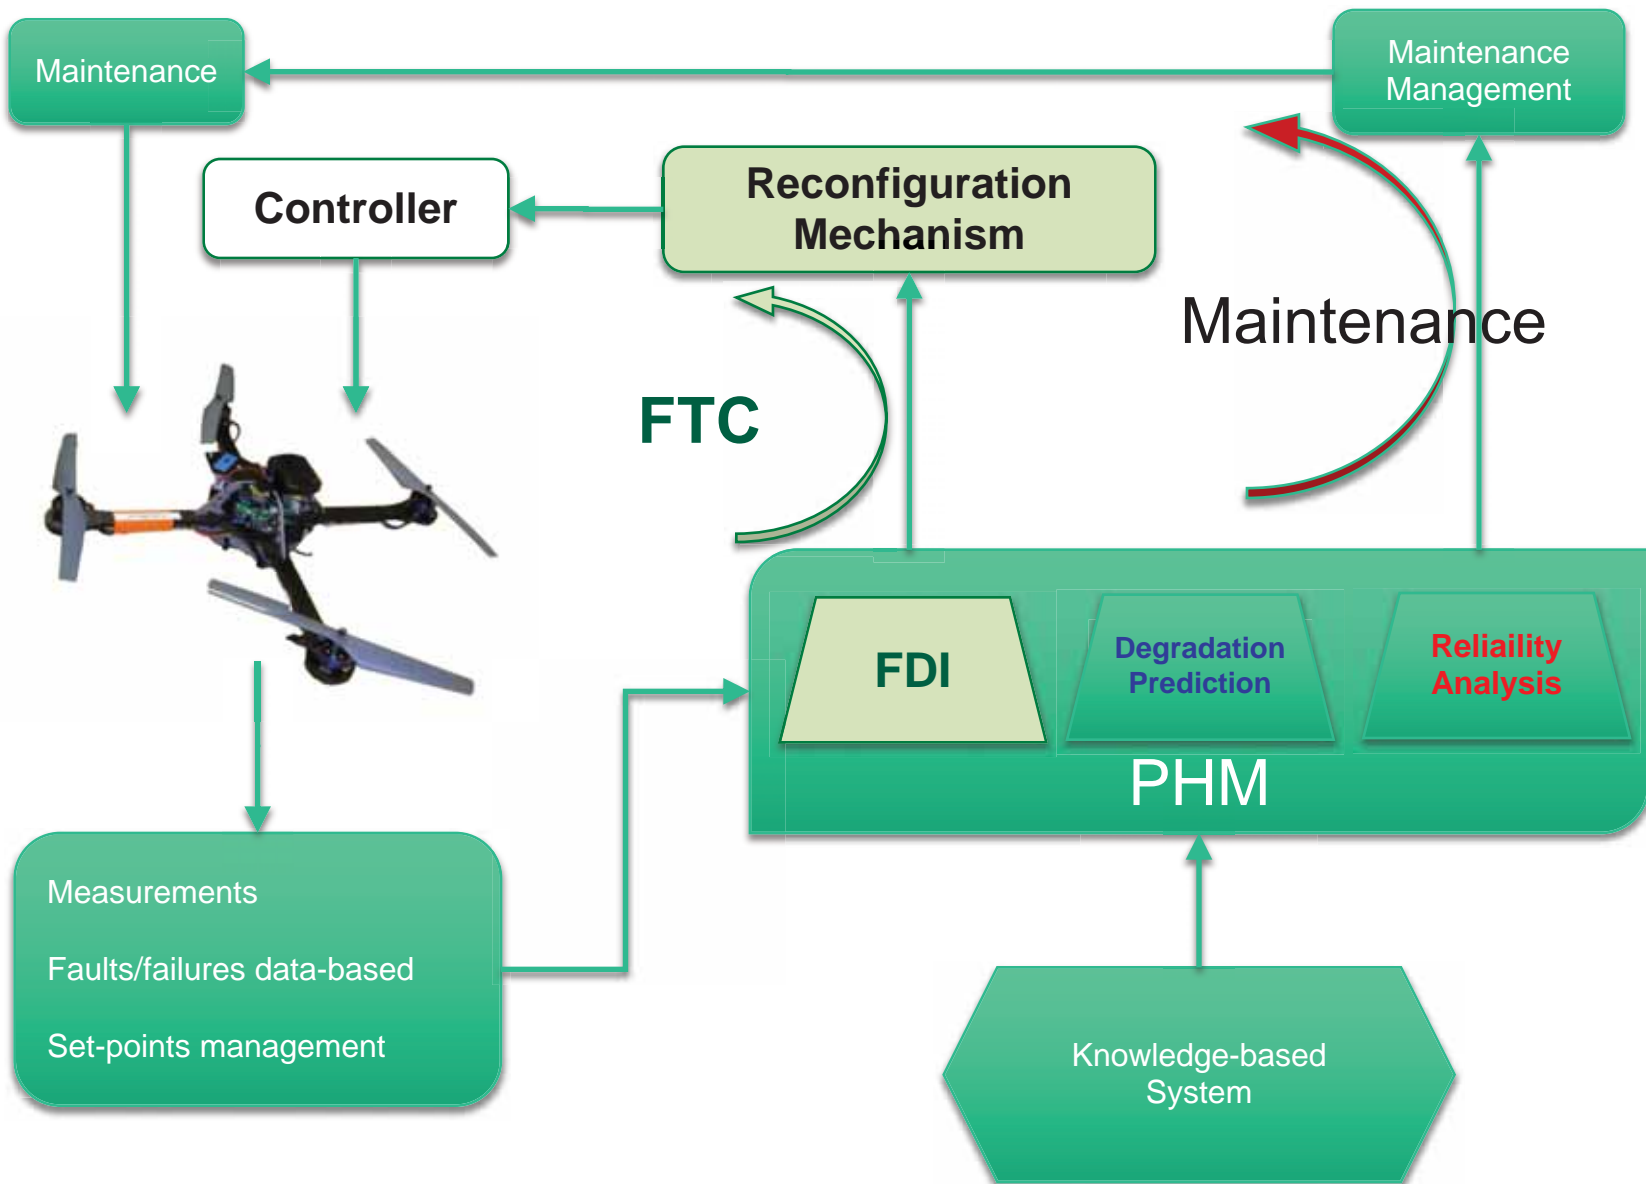 Maintenance
Maintenance
Management
Controller
Reconfiguration
Mechanism
Maintenance
FTC
FDI
Degradation
Prediction
Reliaility
Analysis
PHM
Measurements
Faults/failures data-based
Set-points management
Knowledge-based
System